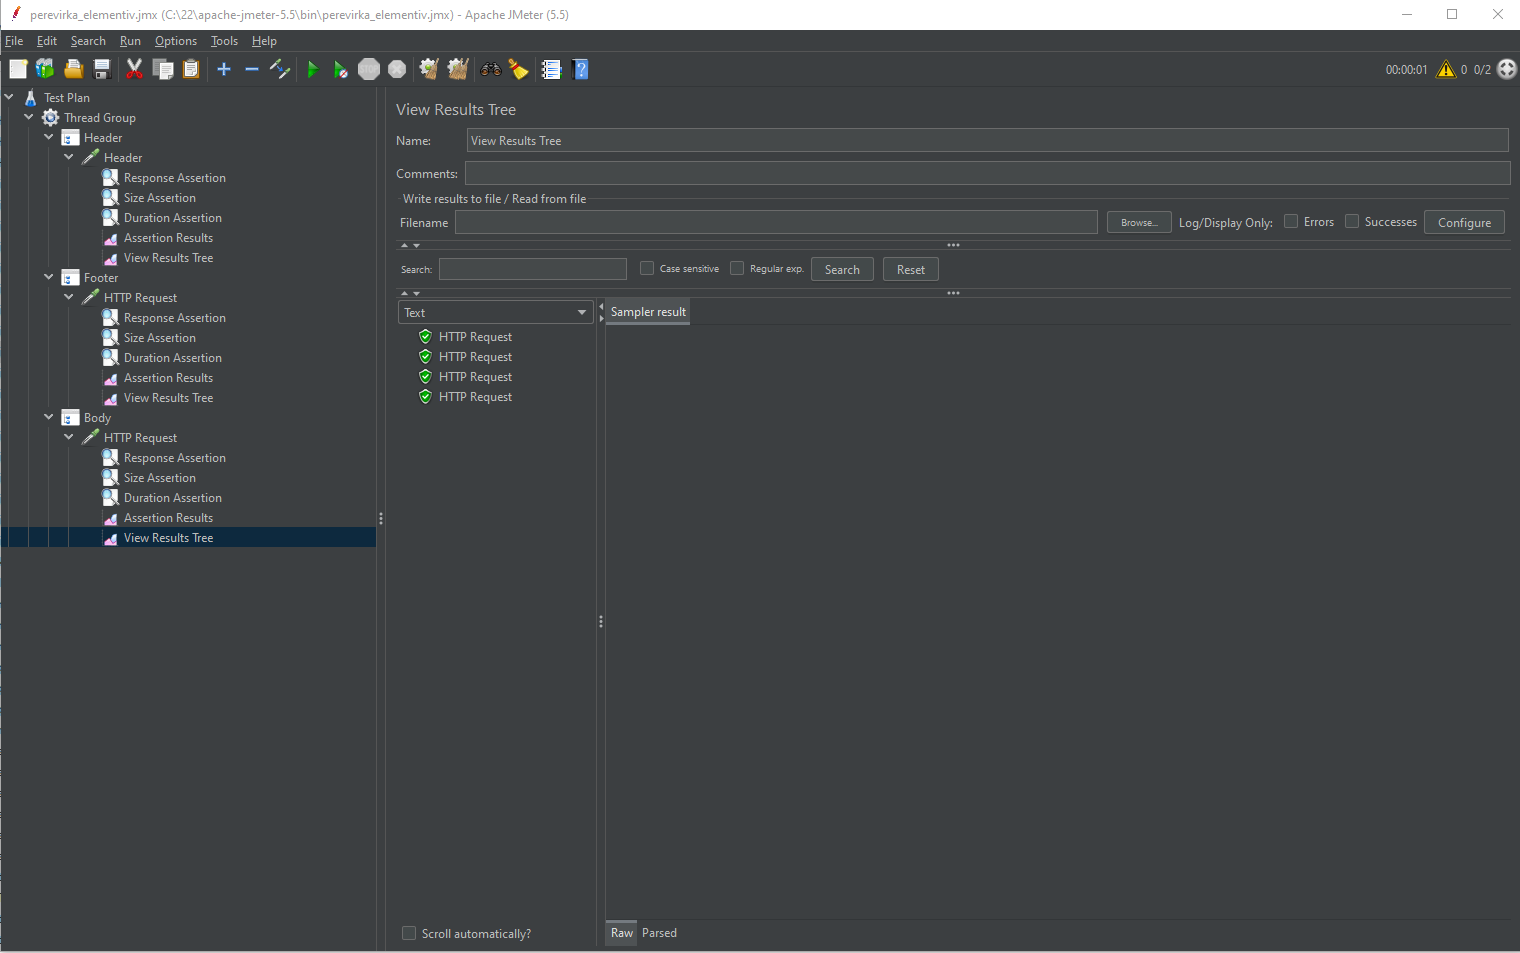 perevirka_elementiv.jmx (C:\22\apache-jmeter-5.5\bin\perevirka_elementiv.jmx) - Apache JMeter (5.5)
File Edit Search Run Options Tools Help
STOP
00:00:01 0 0/2
Test Plan
Thread Group
Header
Header
Response Assertion
Size Assertion
Duration Assertion
Assertion Results
View Results Tree
Footer
HTTP Request
Response Assertion
Size Assertion
Duration Assertion
Assertion Results
View Results Tree
Body
HTTP Request
Response Assertion
Size Assertion
Duration Assertion
Assertion Results
View Results Tree
View Results Tree
Name: View Results Tree
Comments:
Write results to file / Read from file
Filename Browse... Log/Display Only: Errors Successes Configure
Search: Case sensitive Regular exp. Search Reset
Text
HTTP Request
HTTP Request
HTTP Request
HTTP Request
Scroll automatically?
Sampler result
Raw Parsed